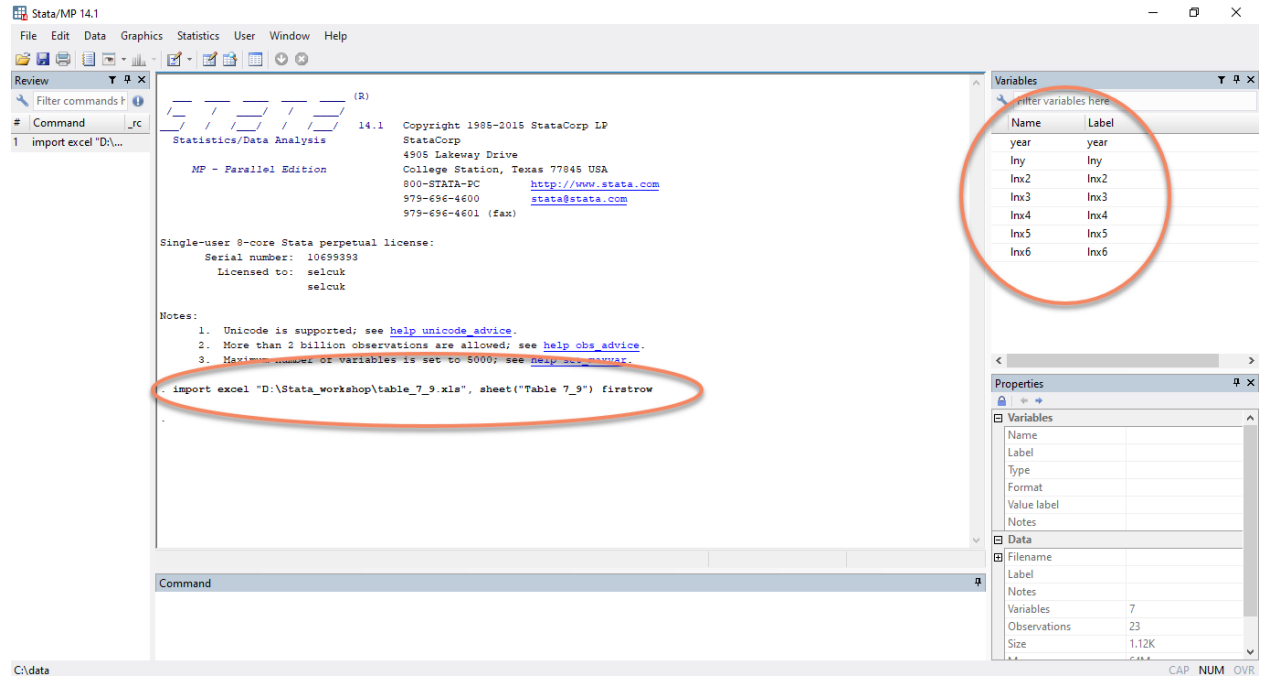 Stata/MP 14.1
File Edit Data Graphics Statistics User Window Help
Review
Filter commands h
# Command _rc
1 import excel "D:\...
(R)
14.1 Copyright 1985-2015 StataCorp LP
Statistics/Data Analysis StataCorp
4905 Lakeway Drive
MP - Parallel Edition College Station, Texas 77845 USA
800-STATA-PC http://www.stata.com
979-696-4600 stata@stata.com
979-696-4601 (fax)
Single-user 8-core Stata perpetual license:
Serial number: 10699393
Licensed to: selcuk
selcuk
Notes:
1. Unicode is supported; see help unicode_advice.
2. More than 2 billion observations are allowed; see help obs_advice.
3. Maximum number of variables is set to 5000; see help set_maxvar.
. import excel "D:\Stata_workshop\table_7_9.xls", sheet("Table 7_9") firstrow
.
Command
Variables
Filter variables here
Name Label
year year
lny lny
lnx2 lnx2
lnx3 lnx3
lnx4 lnx4
lnx5 lnx5
lnx6 lnx6
Properties
Variables
Name
Label
Type
Format
Value label
Notes
Data
Filename
Label
Notes
Variables 7
Observations 23
Size 1.12K
C:\data
CAP NUM OVR